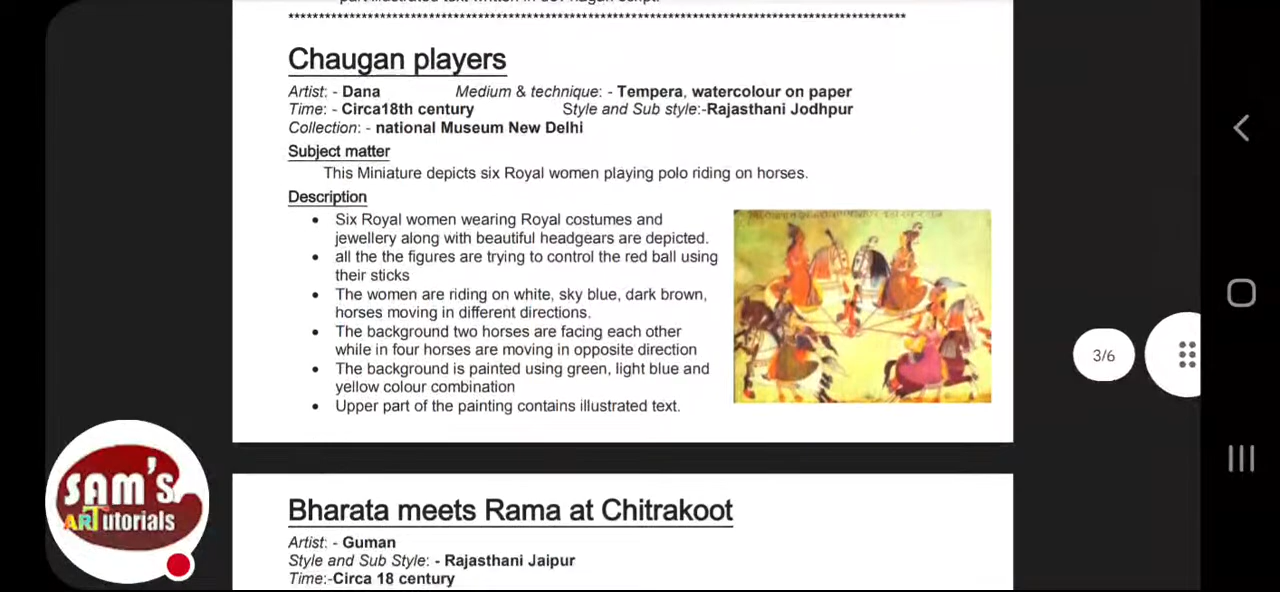 Chaugan players
Artist: - Dana Medium & technique: - Tempera, watercolour on paper
Time: - Circa18th century Style and Sub style:-Rajasthani Jodhpur
Collection: - national Museum New Delhi
Subject matter
This Miniature depicts six Royal women playing polo riding on horses.
Description
• Six Royal women wearing Royal costumes and
jewellery along with beautiful headgears are depicted.
• all the the figures are trying to control the red ball using
their sticks
• The women are riding on white, sky blue, dark brown,
horses moving in different directions.
• The background two horses are facing each other
while in four horses are moving in opposite direction
• The background is painted using green, light blue and
yellow colour combination
• Upper part of the painting contains illustrated text.
3/6
SAM'S
ARTutorials
Bharata meets Rama at Chitrakoot
Artist: - Guman
Style and Sub Style: - Rajasthani Jaipur
Time:-Circa 18 century